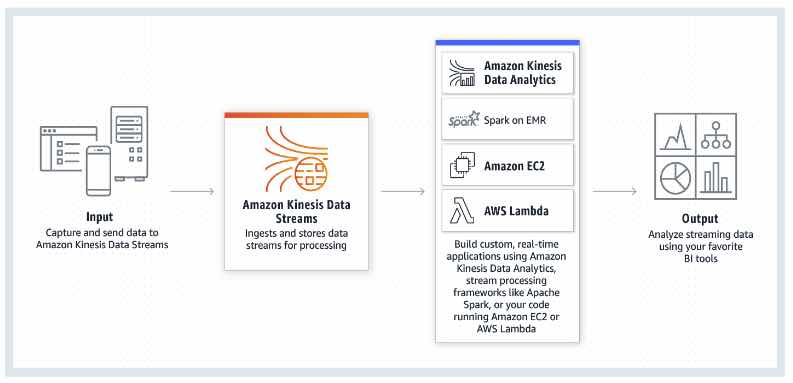 Input
Capture and send data to
Amazon Kinesis Data Streams
Amazon Kinesis Data
Streams
Ingests and stores data
streams for processing
Amazon Kinesis
Data Analytics
Spark
Spark on EMR
Amazon EC2
AWS Lambda
Build custom, real-time
applications using Amazon
Kinesis Data Analytics,
stream processing
frameworks like Apache
Spark, or your code
running Amazon EC2 or
AWS Lambda
Output
Analyze streaming data
using your favorite
BI tools